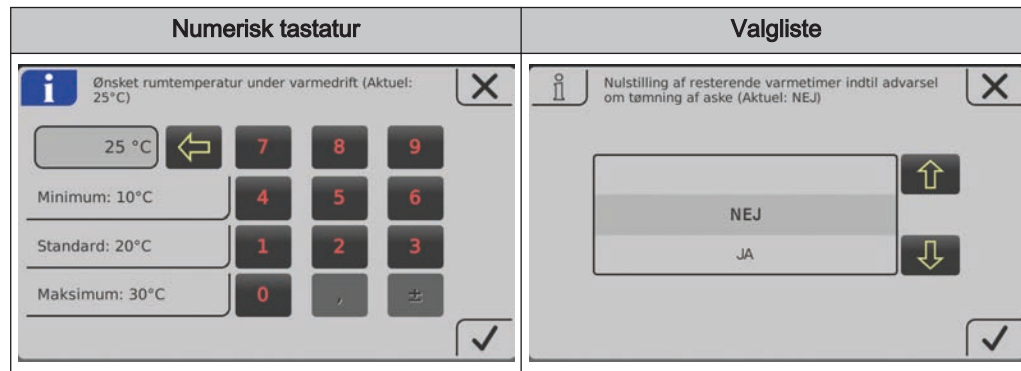 Numerisk tastatur
Valgliste
i
Ønsket rumtemperatur under varmedrift (Aktuel:
25°C)
25 °C
7 8 9
Minimum: 10°C
4 5 6
Standard: 20°C
1 2 3
Maksimum: 30°C
0 , ±
i
Nulstilling af resterende varmetimer indtil advarsel
om tømning af aske (Aktuel: NEJ)
NEJ
JA